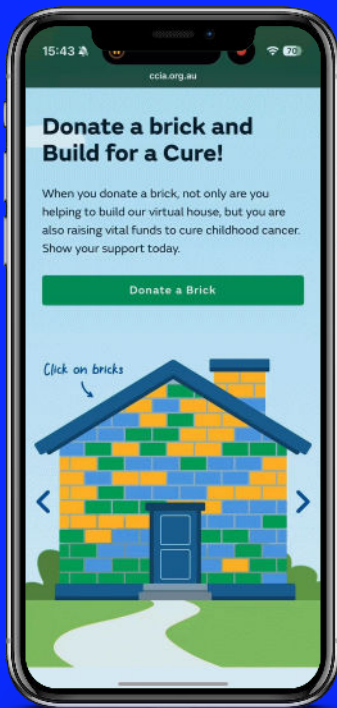 15:43
70
ccia.org.au
Donate a brick and
Build for a Cure!
When you donate a brick, not only are you
helping to build our virtual house, but you are
also raising vital funds to cure childhood cancer.
Show your support today.
Donate a Brick
Click on bricks